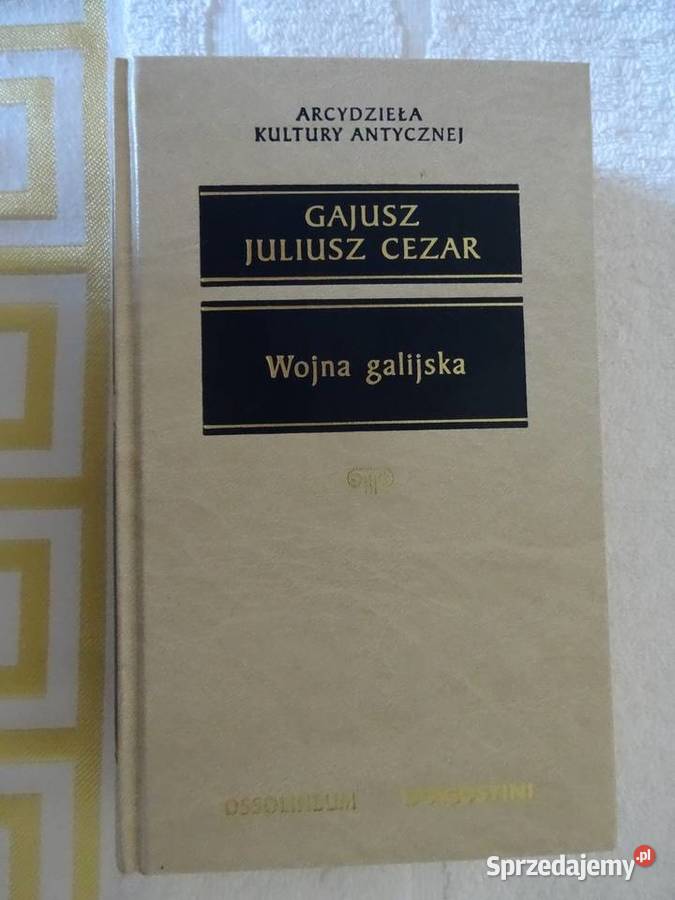 ARCYDZIEŁA
KULTURY ANTYCZNEJ
GAJUSZ
JULIUSZ CEZAR
Wojna galijska
OSSOLINEUM DeAGOSTINI
Sprzedajemy.pl